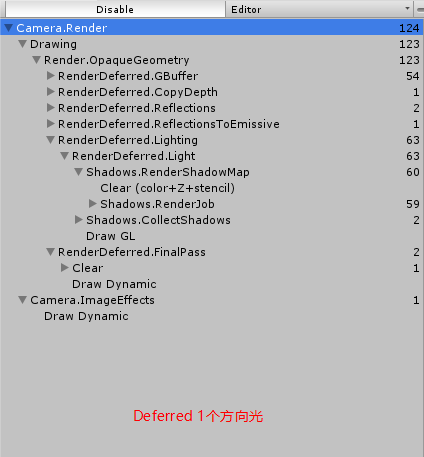 Disable Editor
Camera.Render 124
Drawing 123
Render.OpaqueGeometry 123
RenderDeferred.GBuffer 54
RenderDeferred.CopyDepth 1
RenderDeferred.Reflections 2
RenderDeferred.ReflectionsToEmissive 1
RenderDeferred.Lighting 63
RenderDeferred.Light 63
Shadows.RenderShadowMap 60
Clear (color+Z+stencil)
Shadows.RenderJob 59
Shadows.CollectShadows 2
Draw GL
RenderDeferred.FinalPass 2
Clear 1
Draw Dynamic
Camera.ImageEffects 1
Draw Dynamic
Deferred 1个方向光